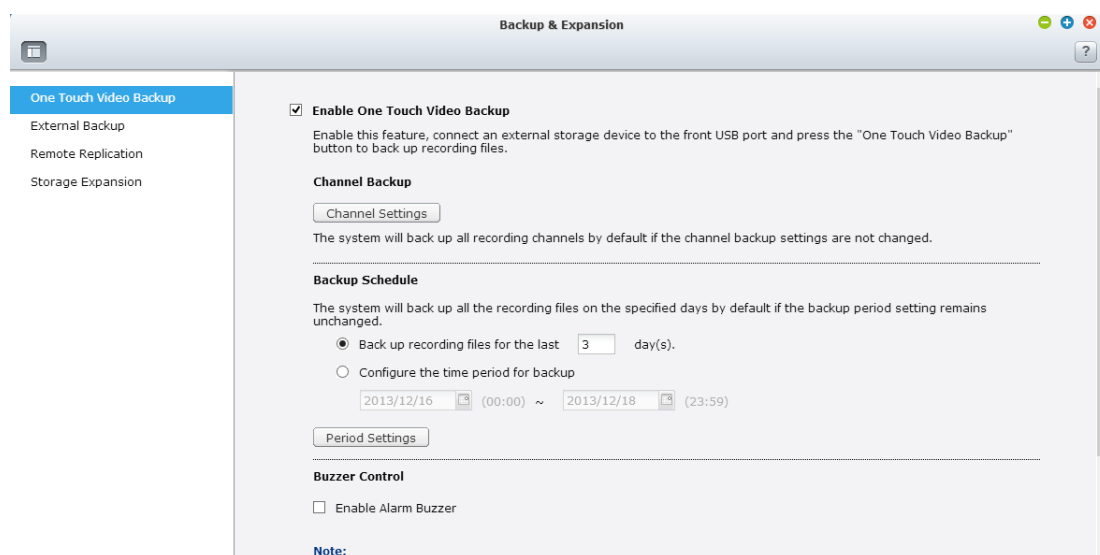 Backup & Expansion
?
One Touch Video Backup
External Backup
Remote Replication
Storage Expansion
Enable One Touch Video Backup
Enable this feature, connect an external storage device to the front USB port and press the "One Touch Video Backup"
button to back up recording files.
Channel Backup
Channel Settings
The system will back up all recording channels by default if the channel backup settings are not changed.
Backup Schedule
The system will back up all the recording files on the specified days by default if the backup period setting remains
unchanged.
Back up recording files for the last 3 day(s).
Configure the time period for backup
2013/12/16 (00:00) ~ 2013/12/18 (23:59)
Period Settings
Buzzer Control
Enable Alarm Buzzer
Note: